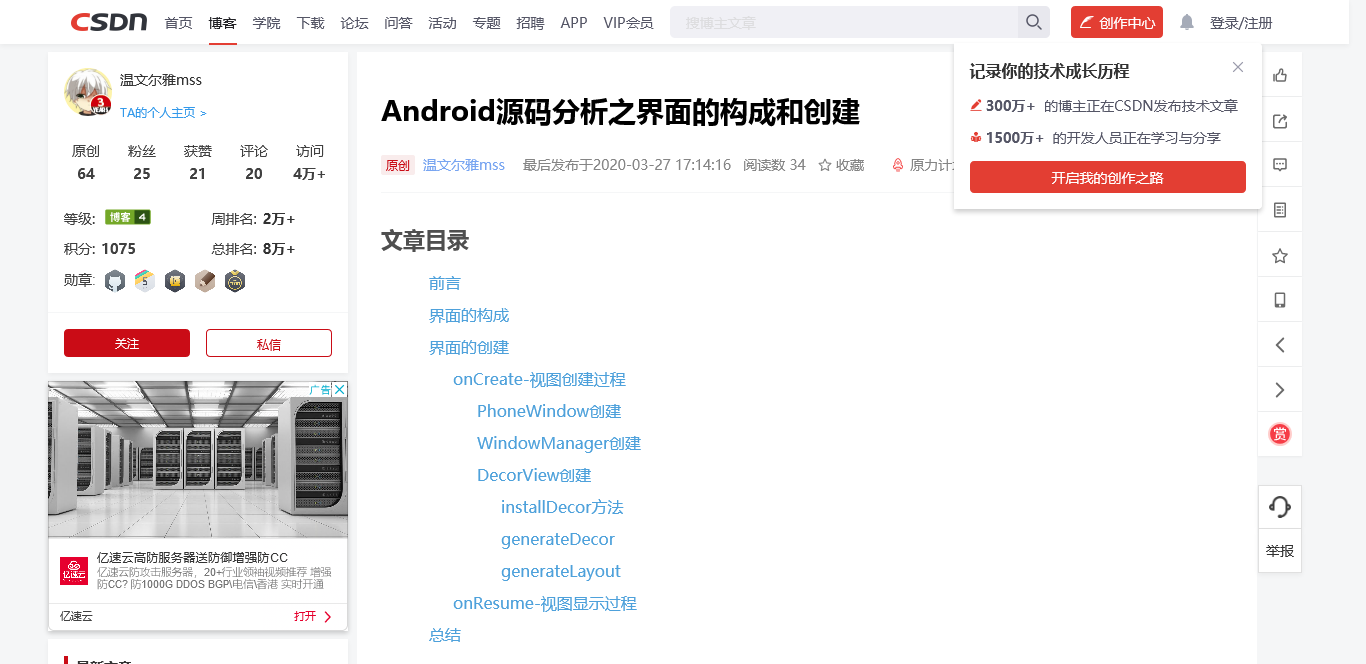 CSDN 首页 博客 学院 下载 论坛 问答 活动 专题 招聘 APP VIP会员 搜博主文章 创作中心 登录/注册
记录你的技术成长历程
300万+ 的博主正在CSDN发布技术文章
1500万+ 的开发人员正在学习与分享
开启我的创作之路
温文尔雅mss
TA的个人主页 >
原创 粉丝 获赞 评论 访问
64 25 21 20 4万+
等级: 博客 4 周排名: 2万+
积分: 1075 总排名: 8万+
勋章:
关注 私信
广告
亿速云高防服务器送防御增强防CC
亿速云防攻击服务器，20+行业领袖视频推荐 增强
防CC? 防1000G DDOS BGP\电信\香港 实时开通
亿速云 打开
最新文章
Android源码分析之界面的构成和创建
原创 温文尔雅mss 最后发布于2020-03-27 17:14:16 阅读数 34 收藏 原力计
文章目录
前言
界面的构成
界面的创建
onCreate-视图创建过程
PhoneWindow创建
WindowManager创建
DecorView创建
installDecor方法
generateDecor
generateLayout
onResume-视图显示过程
总结
赏
举报